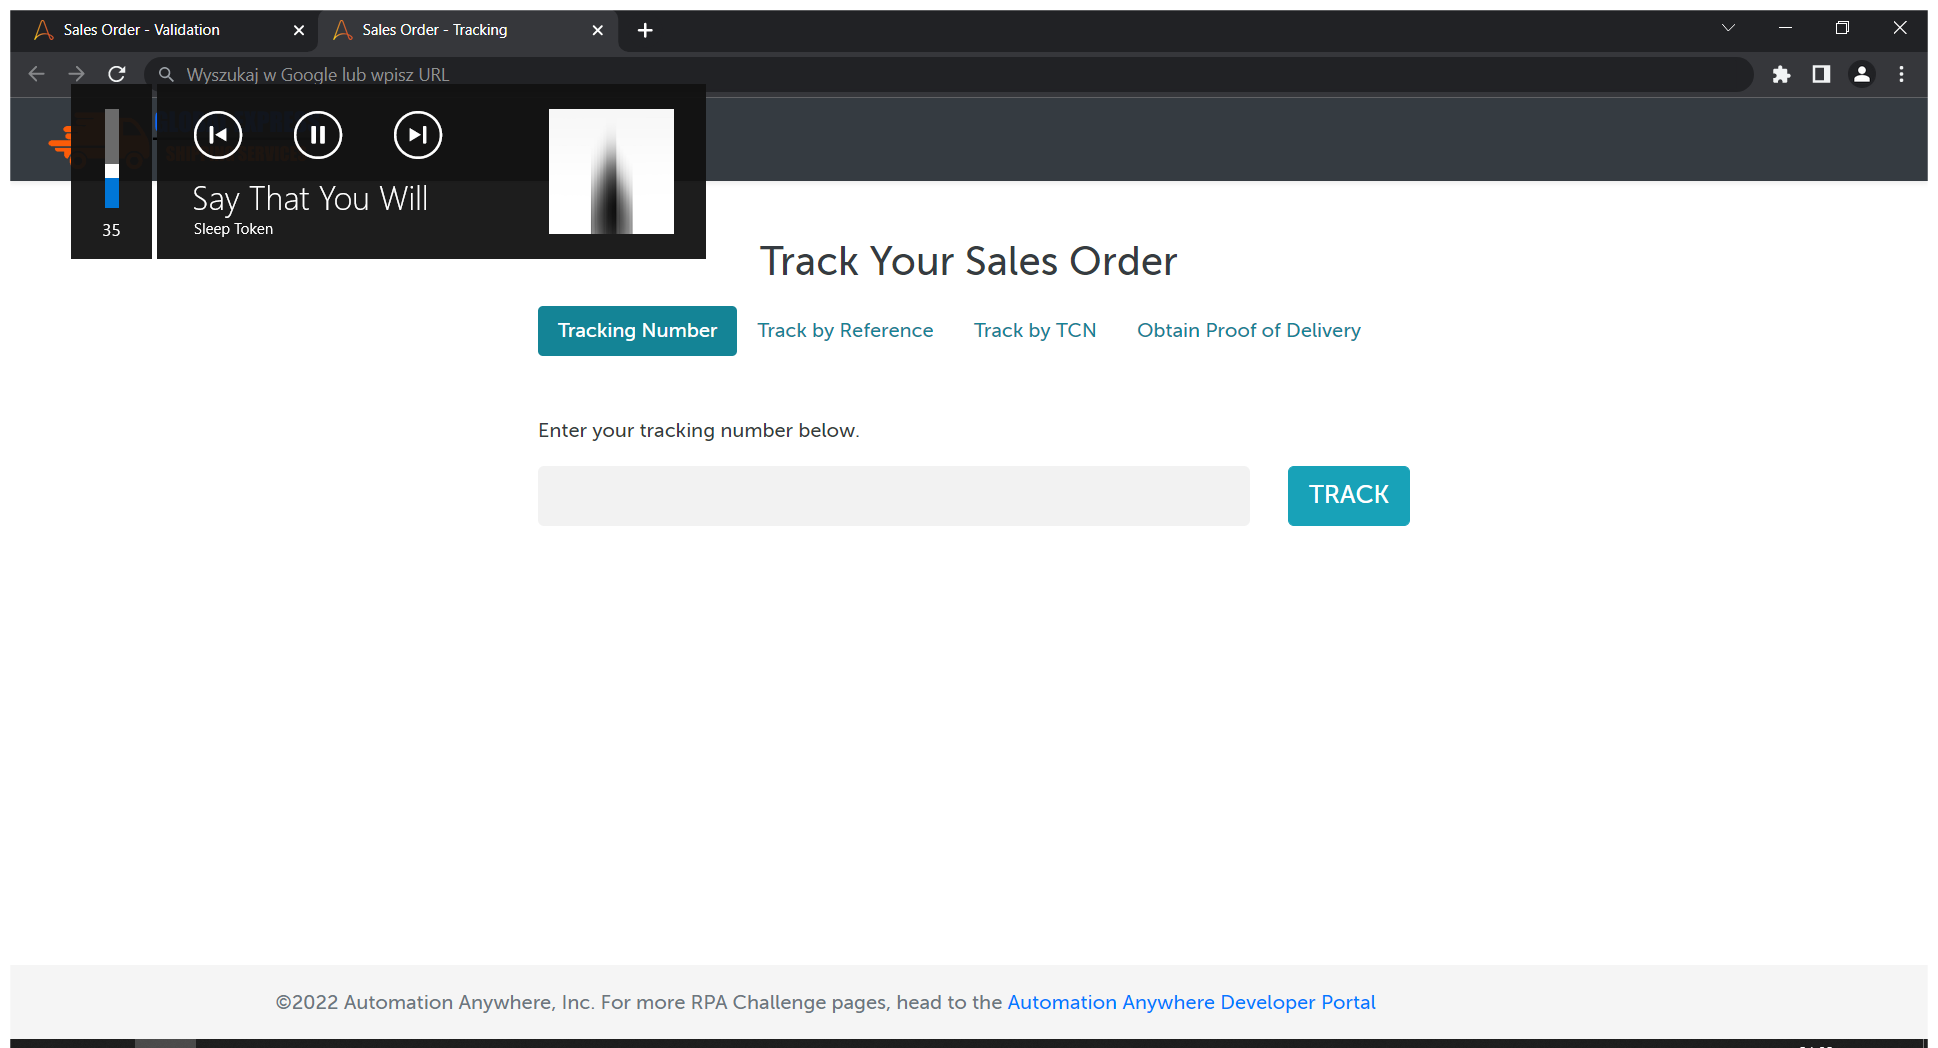 Sales Order - Validation
Sales Order - Tracking
Wyszukaj w Google lub wpisz URL
35
Say That You Will
Sleep Token
Track Your Sales Order
Tracking Number
Track by Reference
Track by TCN
Obtain Proof of Delivery
Enter your tracking number below.
TRACK
©2022 Automation Anywhere, Inc. For more RPA Challenge pages, head to the Automation Anywhere Developer Portal